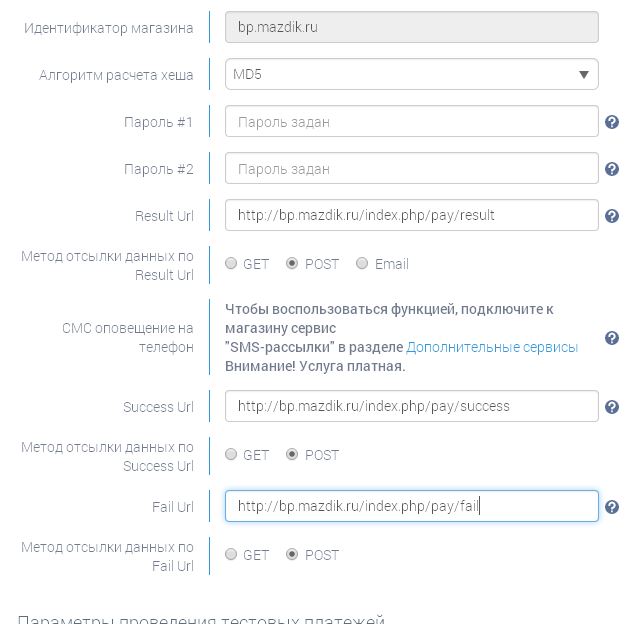 Идентификатор магазина
bp.mazdik.ru
Алгоритм расчета хеша
MD5
Пароль #1
Пароль задан
Пароль #2
Пароль задан
Result Url
http://bp.mazdik.ru/index.php/pay/result
Метод отсылки данных по
Result Url
GET POST Email
СМС оповещение на
телефон
Чтобы воспользоваться функцией, подключите к
магазину сервис
"SMS-рассылки" в разделе Дополнительные сервисы
Внимание! Услуга платная.
Success Url
http://bp.mazdik.ru/index.php/pay/success
Метод отсылки данных по
Success Url
GET POST
Fail Url
http://bp.mazdik.ru/index.php/pay/fail
Метод отсылки данных по
Fail Url
GET POST
Параметры проведения тестовых платежей